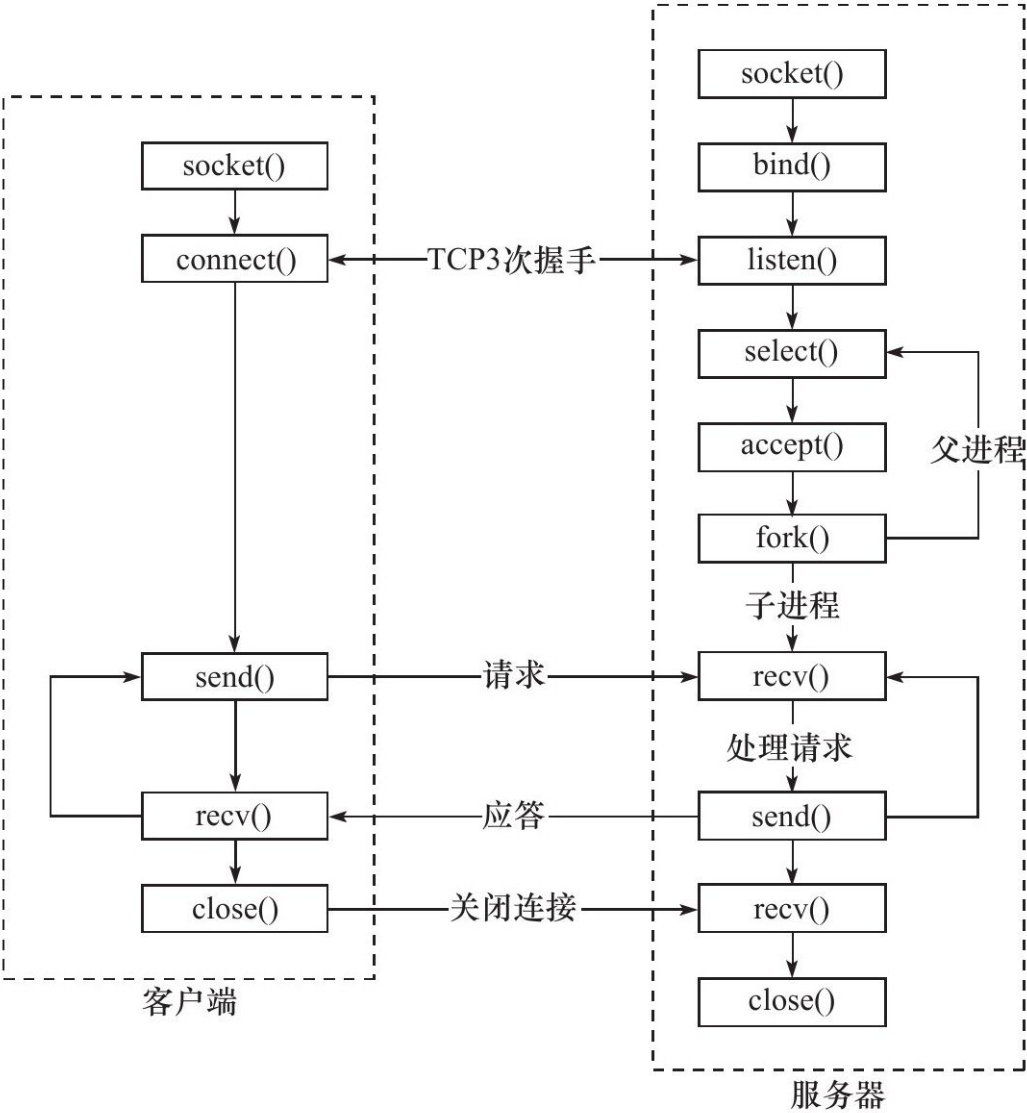 socket()
socket()
bind()
connect()
TCP3次握手
listen()
select()
accept()
父进程
fork()
子进程
send()
请求
recv()
处理请求
recv()
应答
send()
close()
关闭连接
recv()
客户端
close()
服务器